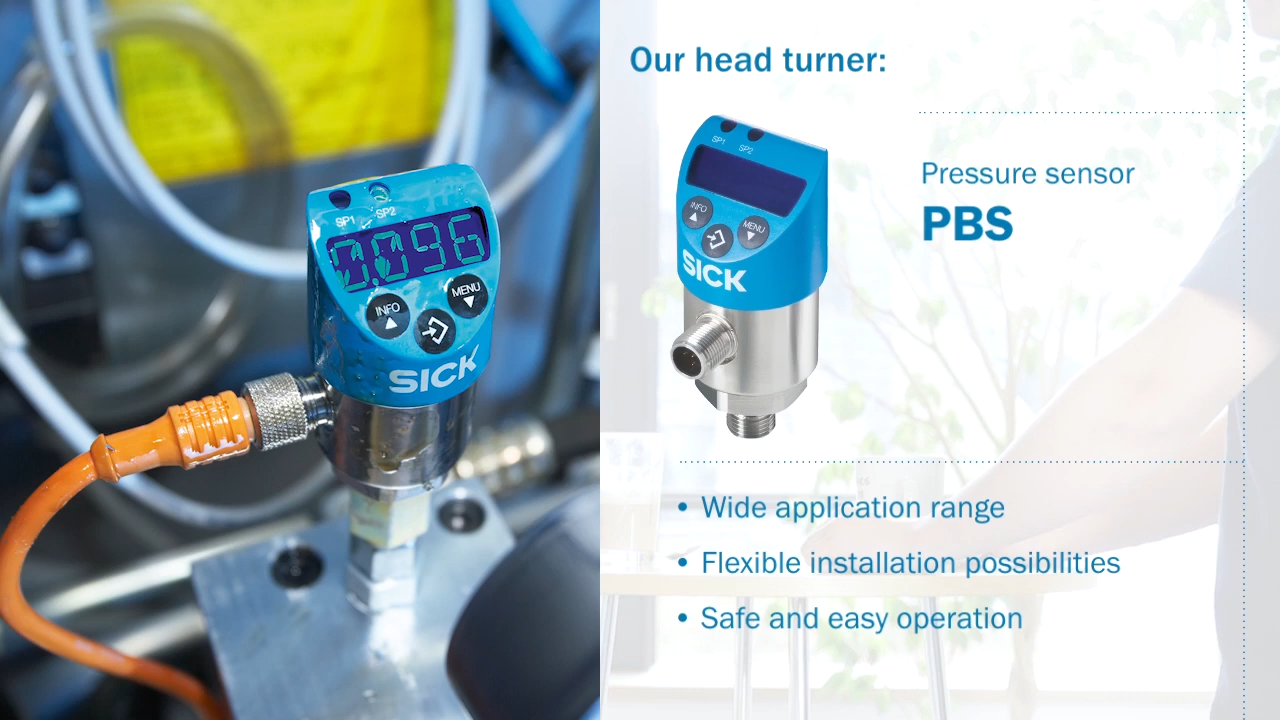 SP1
SP2
0.096
INFO
MENU
SICK
Our head turner:
SP1
SP2
INFO
MENU
SICK
Pressure sensor
PBS
• Wide application range
• Flexible installation possibilities
• Safe and easy operation